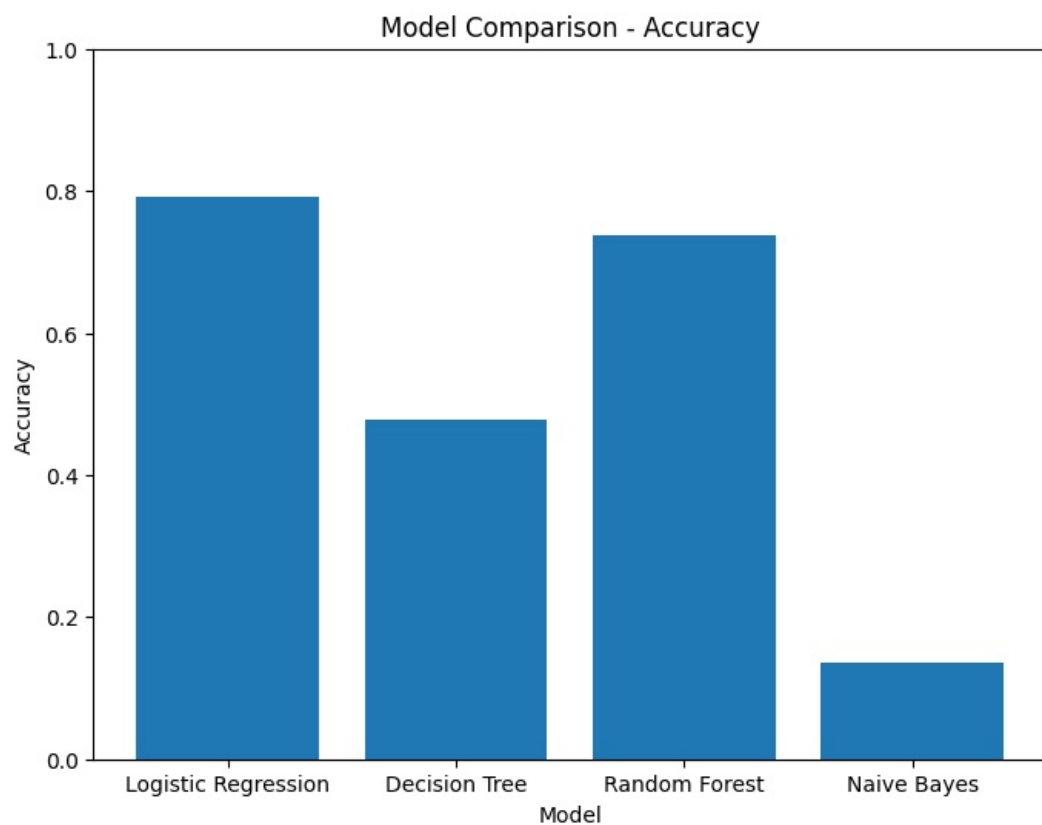 Model Comparison - Accuracy
1.0
0.8
0.6
0.4
0.2
0.0
Accuracy
Logistic Regression Decision Tree Random Forest Naive Bayes
Model